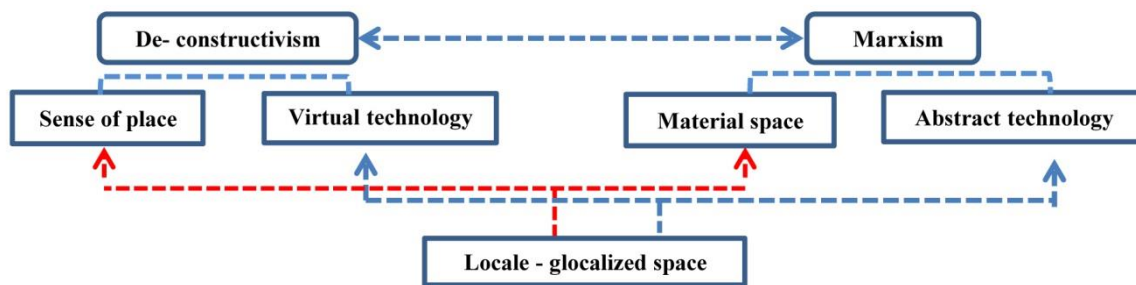 De- constructivism
Marxism
Sense of place
Virtual technology
Material space
Abstract technology
Locale - glocalized space